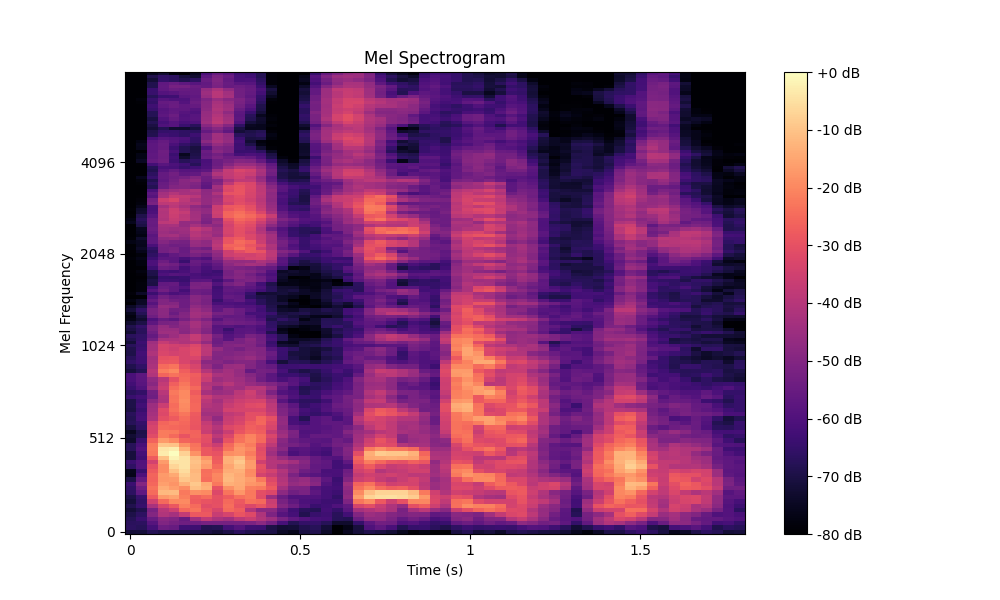 Mel Spectrogram
Mel Frequency
4096
2048
1024
512
0
0
0.5
1
1.5
Time (s)
+0 dB
-10 dB
-20 dB
-30 dB
-40 dB
-50 dB
-60 dB
-70 dB
-80 dB